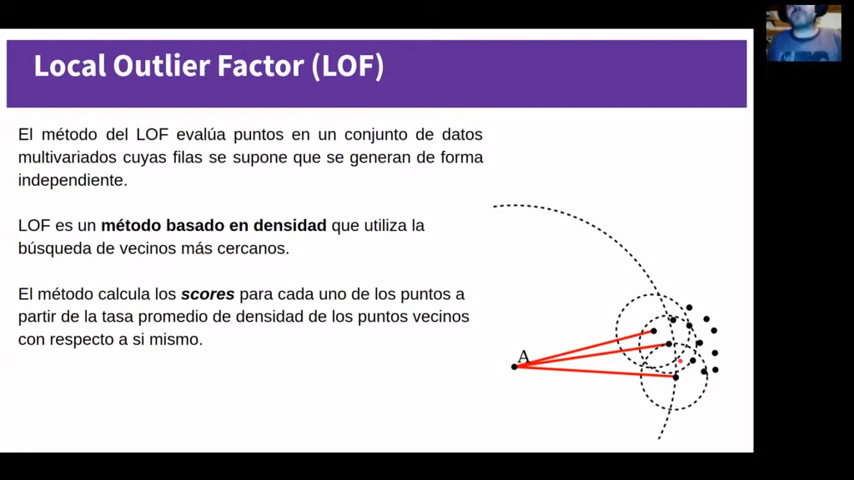 Local Outlier Factor (LOF)
El método del LOF evalúa puntos en un conjunto de datos
multivariados cuyas filas se supone que se generan de forma
independiente.
LOF es un método basado en densidad que utiliza la
búsqueda de vecinos más cercanos.
El método calcula los scores para cada uno de los puntos a
partir de la tasa promedio de densidad de los puntos vecinos
con respecto a si mismo.
A